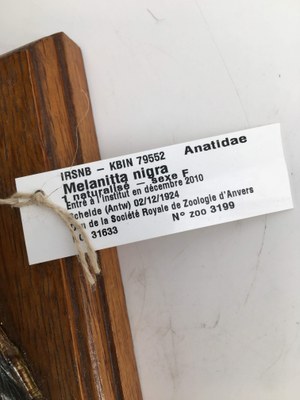 IRSNB – KBIN 79552 Anatidae
Melanitta nigra
1 naturalisé – sexe F
Entré à l'institut en décembre 2010
Schelde (Antw) 02/12/1924
de la Société Royale de Zoologie d'Anvers
31633 N° zoo 3199